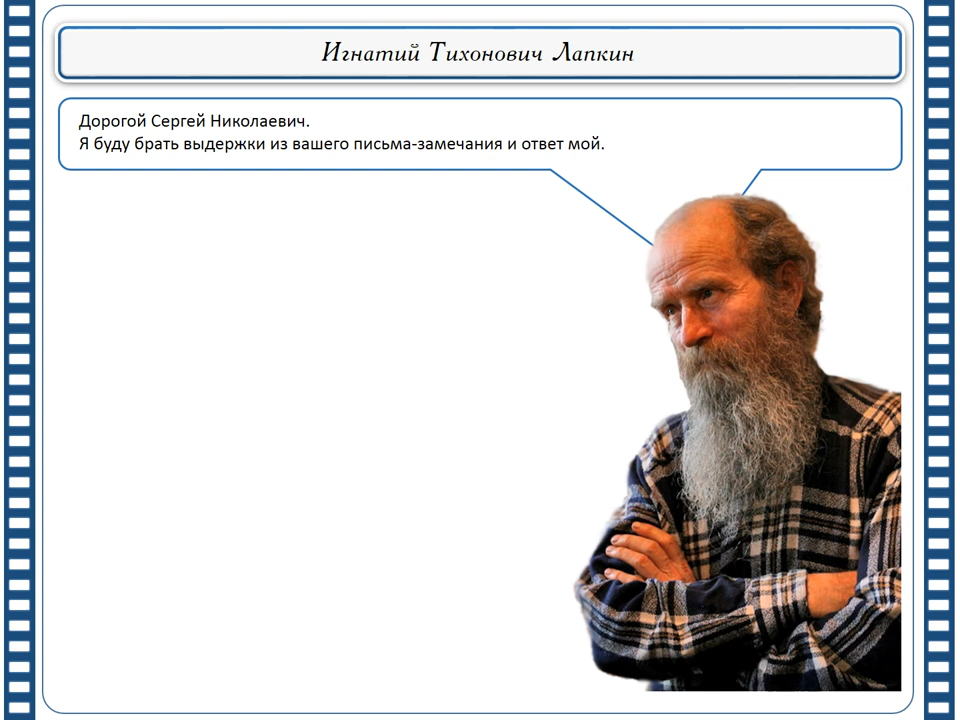 Игнатий Тихонович Лапкин
Дорогой Сергей Николаевич.
Я буду брать выдержки из вашего письма-замечания и ответ мой.